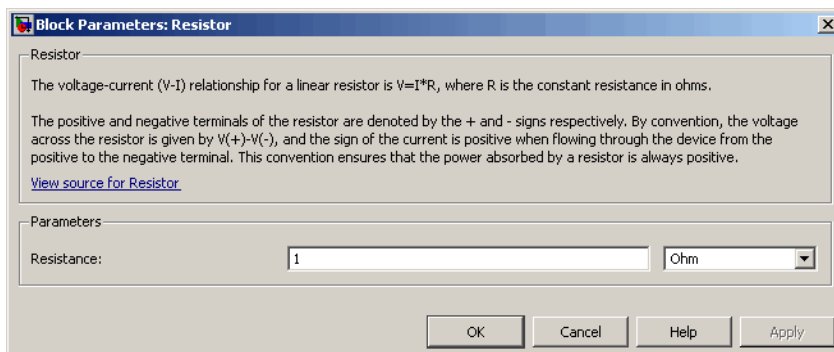 Block Parameters: Resistor
Resistor
The voltage-current (V-I) relationship for a linear resistor is V=I*R, where R is the constant resistance in ohms.
The positive and negative terminals of the resistor are denoted by the + and - signs respectively. By convention, the voltage
across the resistor is given by V(+)-V(-), and the sign of the current is positive when flowing through the device from the
positive to the negative terminal. This convention ensures that the power absorbed by a resistor is always positive.
View source for Resistor
Parameters
Resistance: 1 Ohm
OK Cancel Help Apply